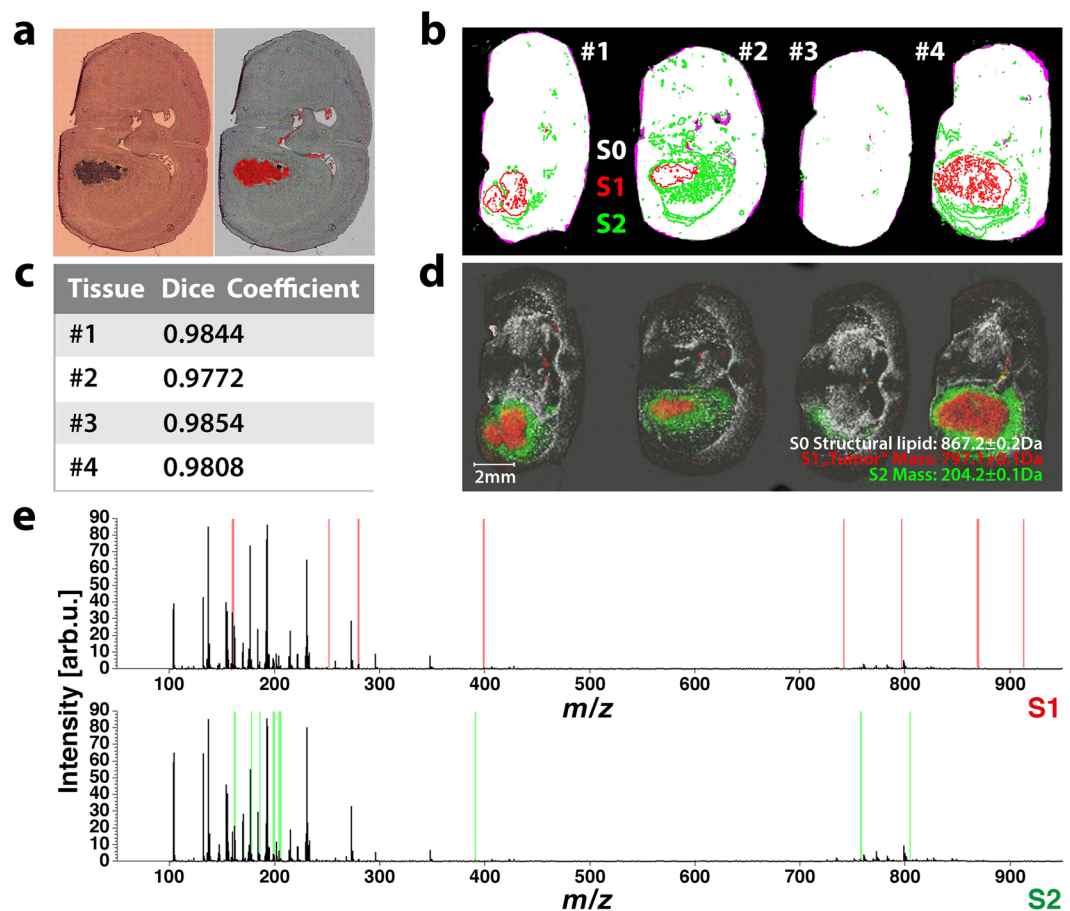 a
b
#1
#2
#3
#4
S0
S1
S2
c
Tissue Dice Coefficient
#1 0.9844
#2 0.9772
#3 0.9854
#4 0.9808
d
2mm
S0 Structural lipid: 867.2±0.2Da
S1 „Tumor" Mass: 797.1±0.1Da
S2 Mass: 204.2±0.1Da
e
Intensity [arb.u.]
90
80
70
60
50
40
30
20
10
0
100 200 300 400 500 600 700 800 900
m/z
S1
90
80
70
60
50
40
30
20
10
0
100 200 300 400 500 600 700 800 900
m/z
S2